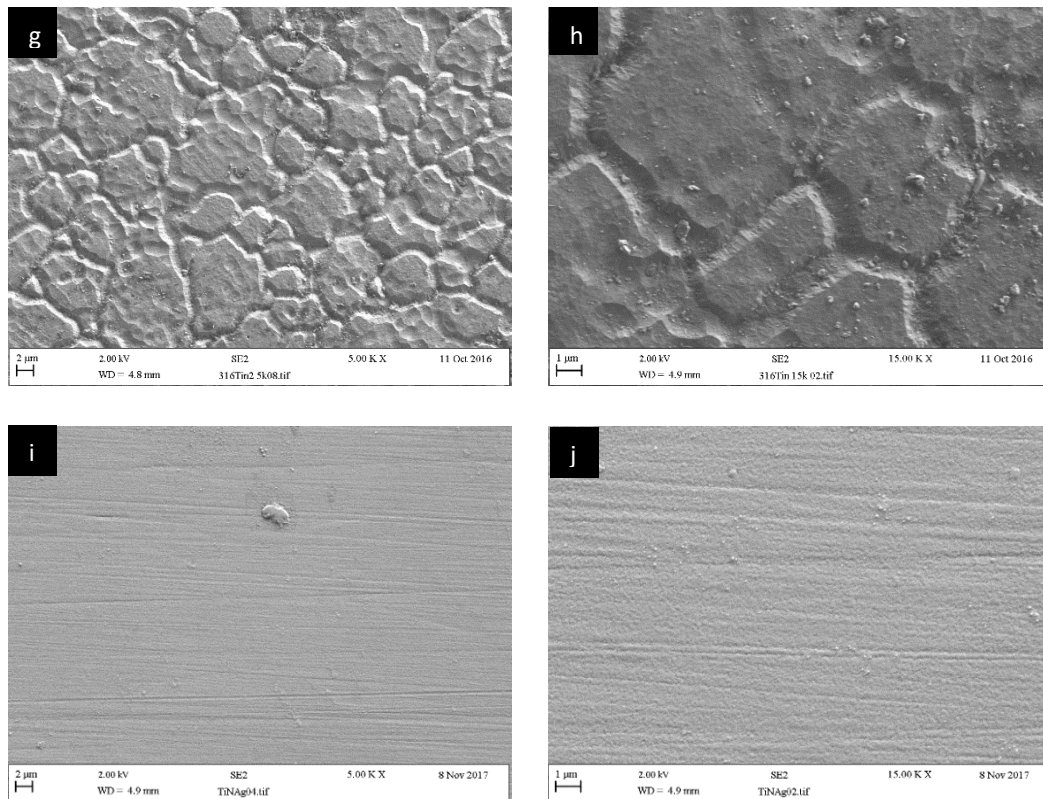 g
h
2 μm 2.00 kV SE2 5.00 K X 11 Oct 2016
WD = 4.8 mm 316Tin2 5k08.tif
1 μm 2.00 kV SE2 15.00 K X 11 Oct 2016
WD = 4.9 mm 316Tin 15k 02.tif
i
j
2 μm 2.00 kV SE2 5.00 K X 8 Nov 2017
WD = 4.9 mm TiNAg04.tif
1 μm 2.00 kV SE2 15.00 K X 8 Nov 2017
WD = 4.9 mm TiNAg02.tif